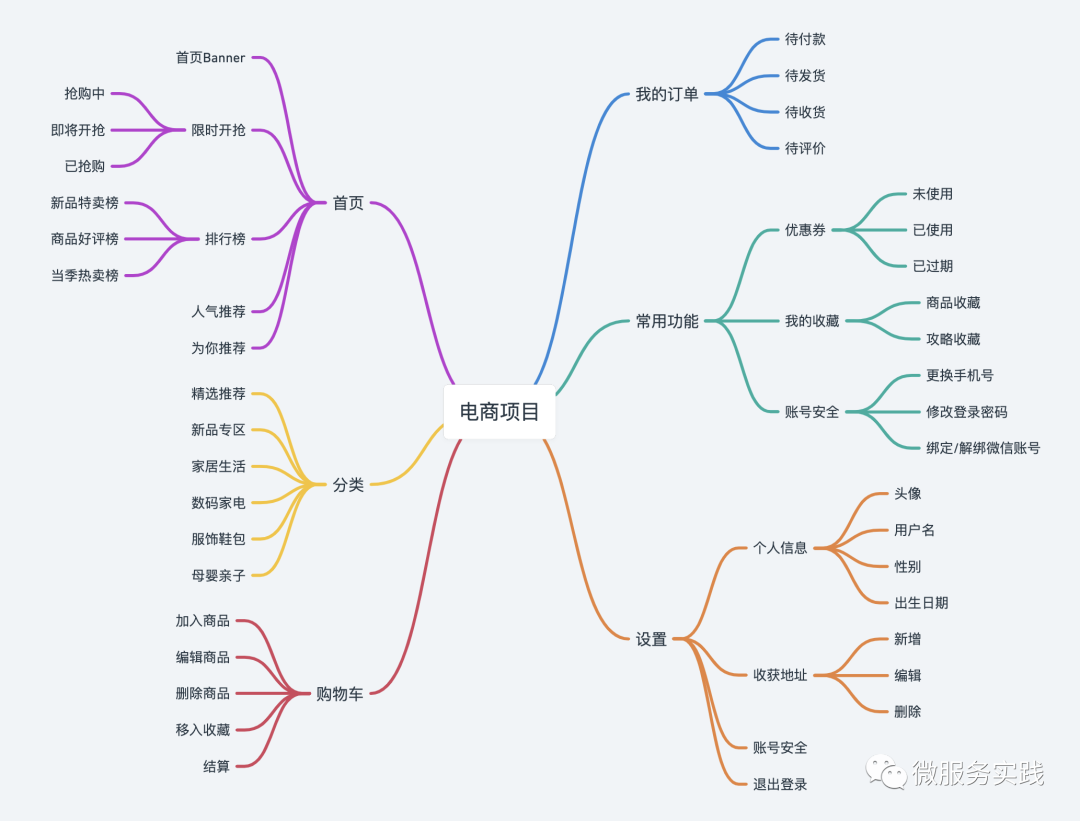 电商项目
首页
首页Banner
限时开抢
抢购中
即将开抢
已抢购
排行榜
新品特卖榜
商品好评榜
当季热卖榜
人气推荐
为你推荐
分类
精选推荐
新品专区
家居生活
数码家电
服饰鞋包
母婴亲子
购物车
加入商品
编辑商品
删除商品
移入收藏
结算
我的订单
待付款
待发货
待收货
待评价
常用功能
优惠券
未使用
已使用
已过期
我的收藏
商品收藏
攻略收藏
账号安全
更换手机号
修改登录密码
绑定/解绑微信账号
设置
个人信息
头像
用户名
性别
出生日期
收获地址
新增
编辑
删除
账号安全
退出登录
微服务实践